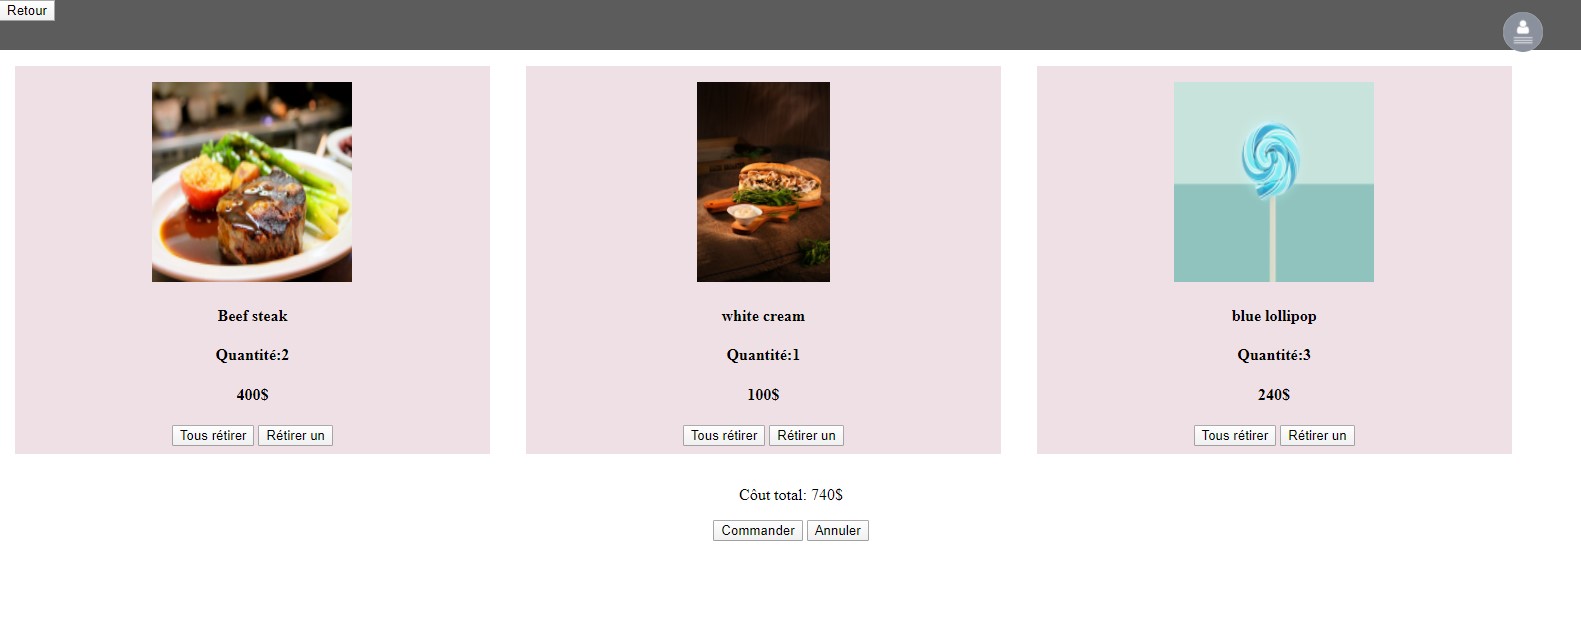 Retour
Beef steak
Quantité:2
400$
Tous rétirer Rétirer un
white cream
Quantité:1
100$
Tous rétirer Rétirer un
blue lollipop
Quantité:3
240$
Tous rétirer Rétirer un
Côut total: 740$
Commander Annuler